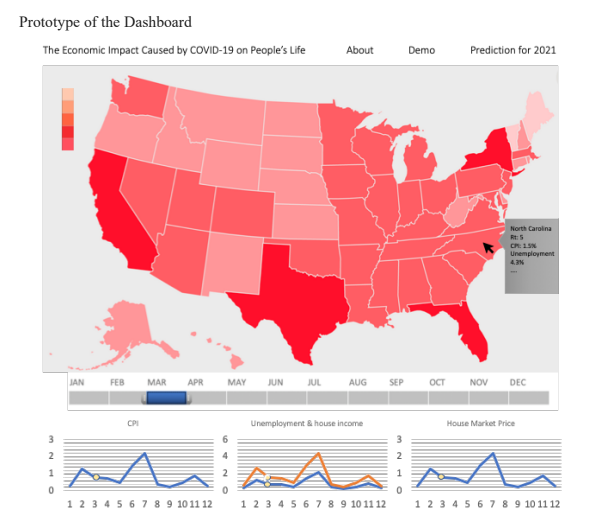 Prototype of the Dashboard
The Economic Impact Caused by COVID-19 on People's Life About Demo Prediction for 2021
North Carolina
Rt: 5
CPI: 1.5%
Unemployment
4.3%
....
JAN FEB MAR APR MAY JUN JUL AUG SEP OCT NOV DEC
CPI Unemployment & house income House Market Price
3 6 3
2 4 2
1 2 1
0 0 0
1 2 3 4 5 6 7 8 9 10 11 12 1 2 3 4 5 6 7 8 9 10 11 12 1 2 3 4 5 6 7 8 9 10 11 12